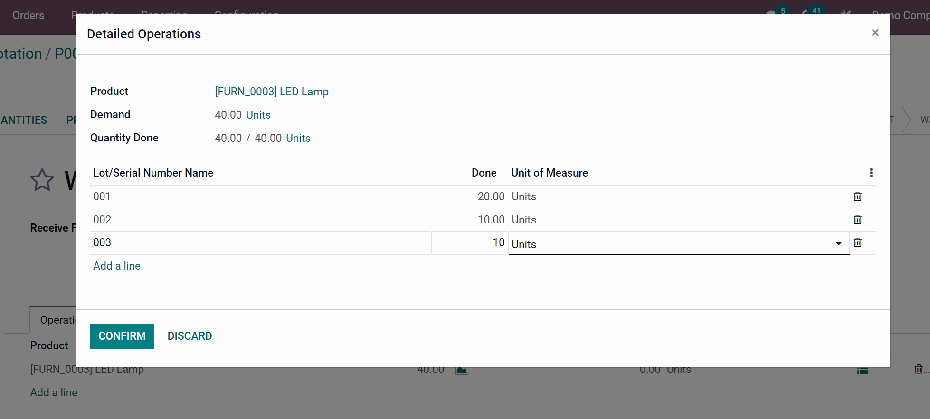 Orders Products Reporting Configuration 5 41 Demo Comp
otation / P00
Detailed Operations ×
Product [FURN_0003] LED Lamp
Demand 40.00 Units
ANTITIES
Quantity Done 40.00 / 40.00 Units
Lot/Serial Number Name Done Unit of Measure
001 20.00 Units
002 10.00 Units
003 10 Units
Receive F
Add a line
Operati
CONFIRM DISCARD
Product
[FURN_0003] LED Lamp 40.00 0.00 Units
Add a line